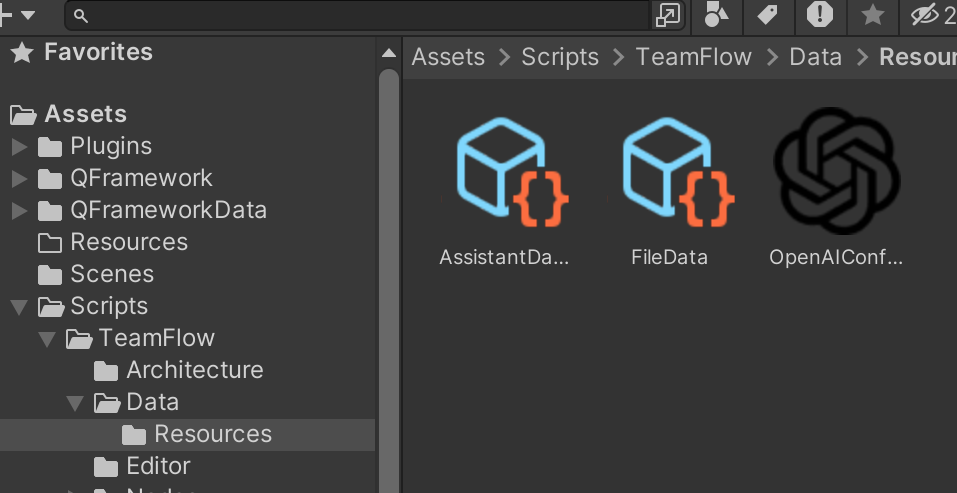 2
Favorites
Assets
Plugins
QFramework
QFrameworkData
Resources
Scenes
Scripts
TeamFlow
Architecture
Data
Resources
Editor
Assets > Scripts > TeamFlow > Data > Resour
AssistantDa...
FileData
OpenAIConf...